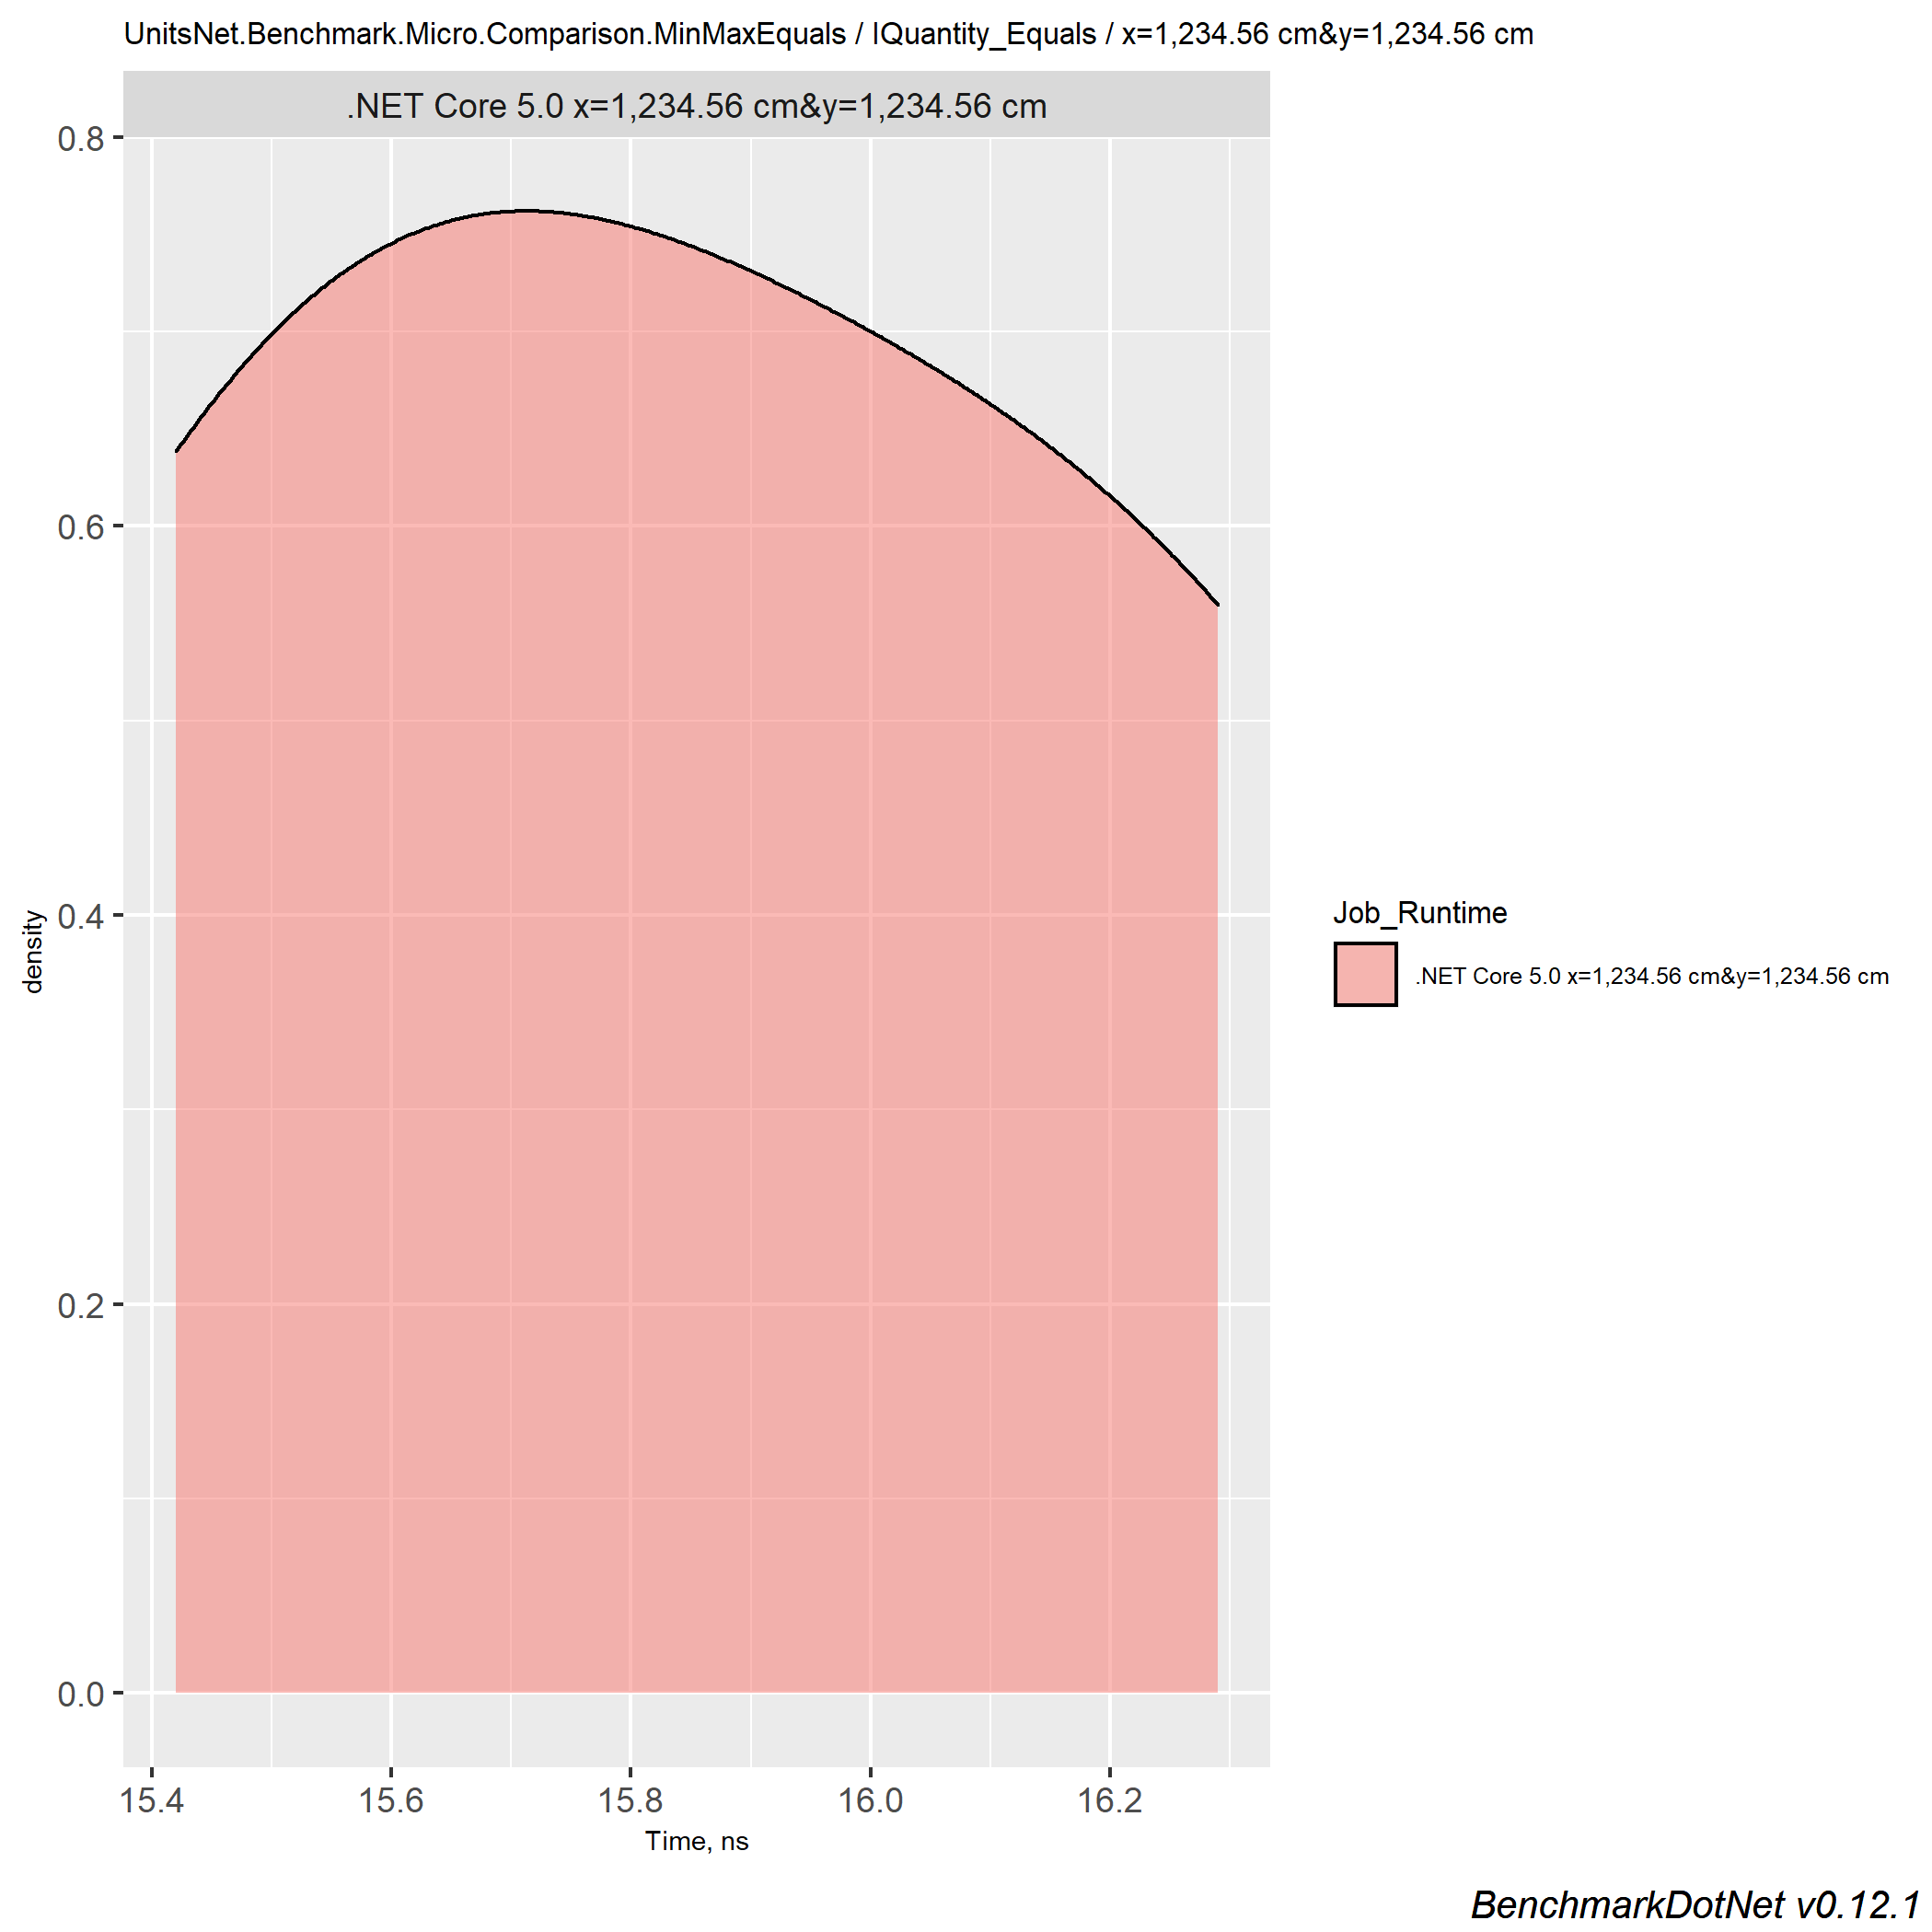 UnitsNet.Benchmark.Micro.Comparison.MinMaxEquals / IQuantity_Equals / x=1,234.56 cm&y=1,234.56 cm
.NET Core 5.0 x=1,234.56 cm&y=1,234.56 cm
0.8
0.6
0.4
0.2
0.0
density
15.4 15.6 15.8 16.0 16.2
Time, ns
Job_Runtime
.NET Core 5.0 x=1,234.56 cm&y=1,234.56 cm
BenchmarkDotNet v0.12.1